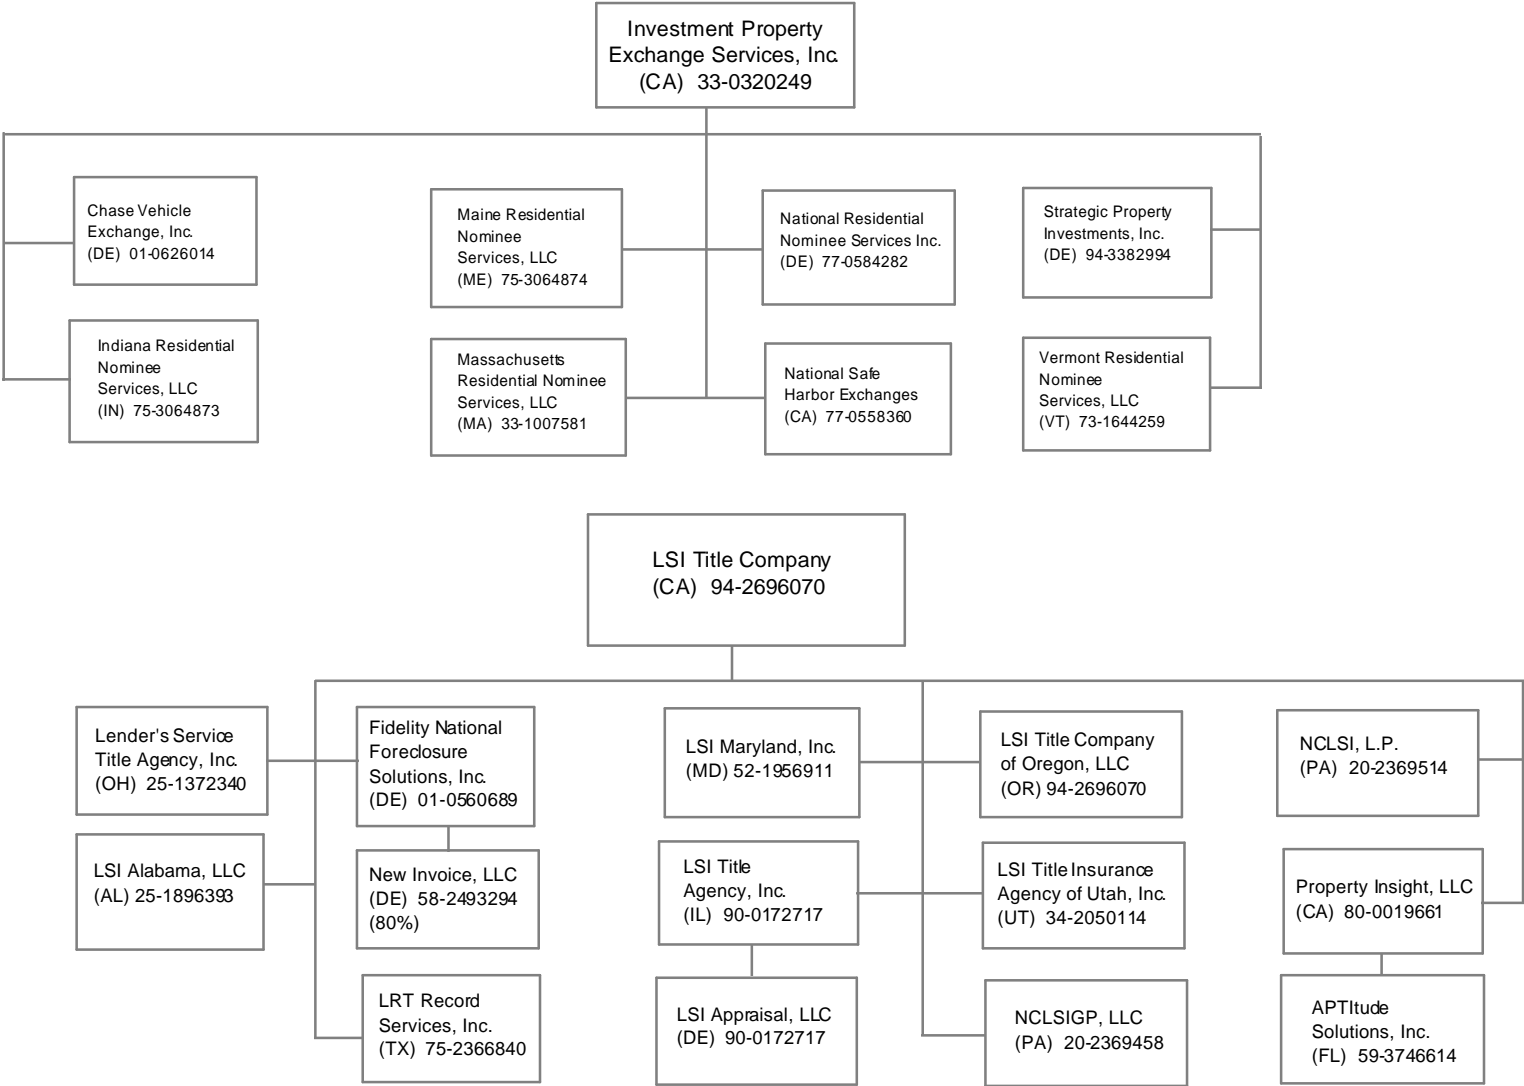 Investment Property
Exchange Services, Inc.
(CA) 33-0320249
Chase Vehicle
Exchange, Inc.
(DE) 01-0626014
Maine Residential
Nominee
Services, LLC
(ME) 75-3064874
National Residential
Nominee Services Inc.
(DE) 77-0584282
Strategic Property
Investments, Inc.
(DE) 94-3382994
Indiana Residential
Nominee
Services, LLC
(IN) 75-3064873
Massachusetts
Residential Nominee
Services, LLC
(MA) 33-1007581
National Safe
Harbor Exchanges
(CA) 77-0558360
Vermont Residential
Nominee
Services, LLC
(VT) 73-1644259
LSI Title Company
(CA) 94-2696070
Lender's Service
Title Agency, Inc.
(OH) 25-1372340
Fidelity National
Foreclosure
Solutions, Inc.
(DE) 01-0560689
LSI Maryland, Inc.
(MD) 52-1956911
LSI Title Company
of Oregon, LLC
(OR) 94-2696070
NCLSI, L.P.
(PA) 20-2369514
LSI Alabama, LLC
(AL) 25-1896393
New Invoice, LLC
(DE) 58-2493294
(80%)
LSI Title
Agency, Inc.
(IL) 90-0172717
LSI Title Insurance
Agency of Utah, Inc.
(UT) 34-2050114
Property Insight, LLC
(CA) 80-0019661
LRT Record
Services, Inc.
(TX) 75-2366840
LSI Appraisal, LLC
(DE) 90-0172717
NCLSIGP, LLC
(PA) 20-2369458
APTItude
Solutions, Inc.
(FL) 59-3746614